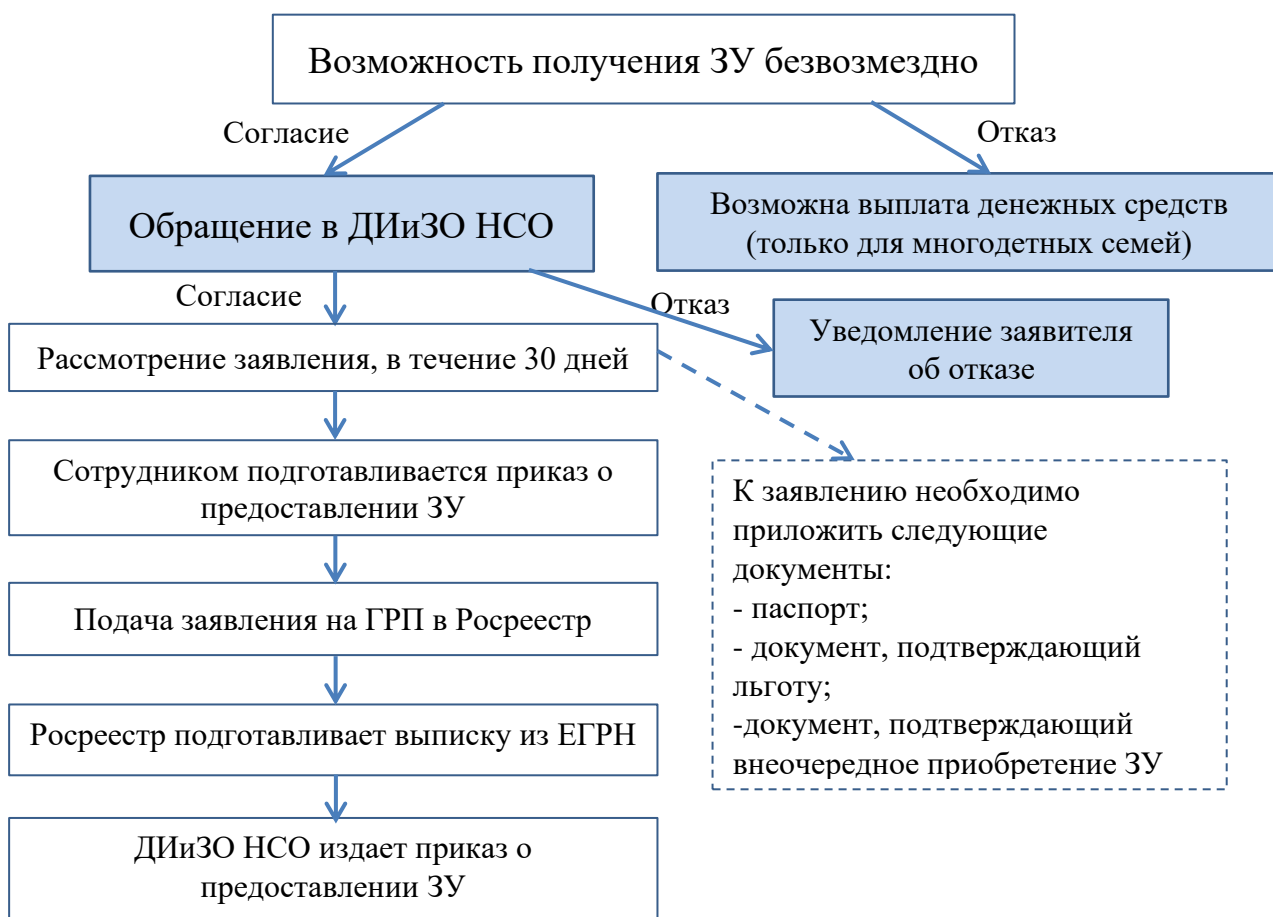 Возможность получения ЗУ безвозмездно
Согласие
Отказ
Обращение в ДИиЗО НСО
Возможна выплата денежных средств
(только для многодетных семей)
Согласие
Отказ
Уведомление заявителя
об отказе
Рассмотрение заявления, в течение 30 дней
Сотрудником подготавливается приказ о
предоставлении ЗУ
К заявлению необходимо
приложить следующие
документы:
- паспорт;
- документ, подтверждающий
льготу;
-документ, подтверждающий
внеочередное приобретение ЗУ
Подача заявления на ГРП в Росреестр
Росреестр подготавливает выписку из ЕГРН
ДИиЗО НСО издает приказ о
предоставлении ЗУ